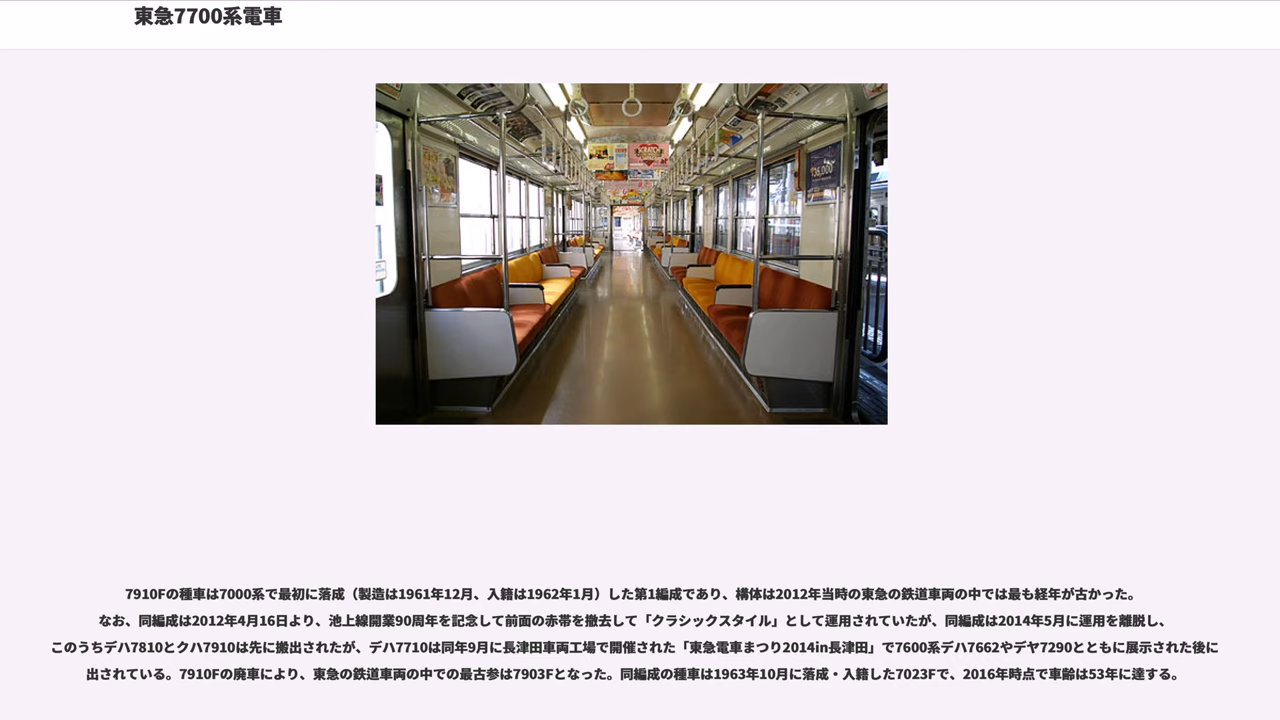 東急7700系電車
SCRATCH
136,000
7910Fの種車は7000系で最初に落成（製造は1961年12月、入籍は1962年1月）した第1編成であり、構体は2012年当時の東急の鉄道車両の中では最も経年が古かった。
なお、同編成は2012年4月16日より、池上線開業90周年を記念して前面の赤帯を撤去して「クラシックスタイル」として運用されていたが、同編成は2014年5月に運用を離脱し、
このうちデハ7810とクハ7910は先に搬出されたが、デハ7710は同年9月に長津田車両工場で開催された「東急電車まつり2014in長津田」で7600系デハ7662やデヤ7290とともに展示された後に
出されている。7910Fの廃車により、東急の鉄道車両の中での最古参は7903Fとなった。同編成の種車は1963年10月に落成・入籍した7023Fで、2016年時点で車齢は53年に達する。